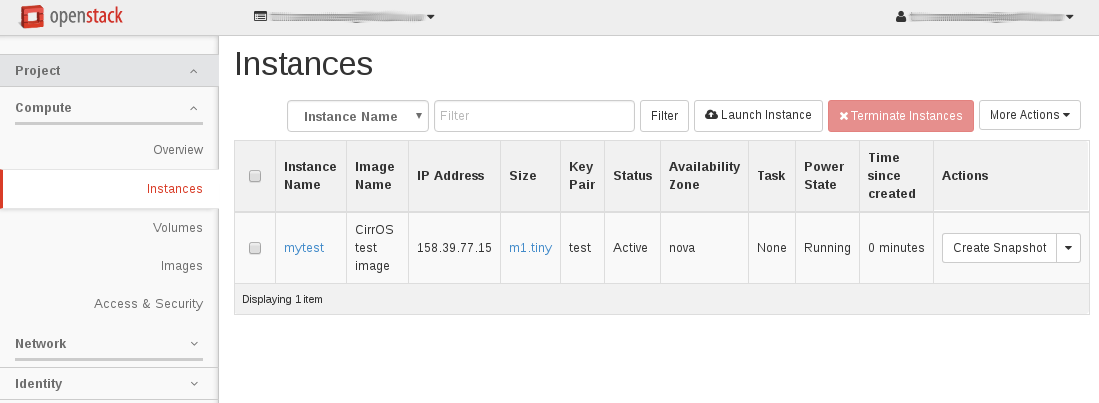 openstack
Project
Compute
Overview
Instances
Volumes
Images
Access & Security
Network
Identity
Instances
Instance Name
Filter
Filter
Launch Instance
Terminate Instances
More Actions
Instance Name
Image Name
IP Address
Size
Key Pair
Status
Availability Zone
Task
Power State
Time since created
Actions
mytest
CirrOS test image
158.39.77.15
m1.tiny
test
Active
nova
None
Running
0 minutes
Create Snapshot
Displaying 1 item